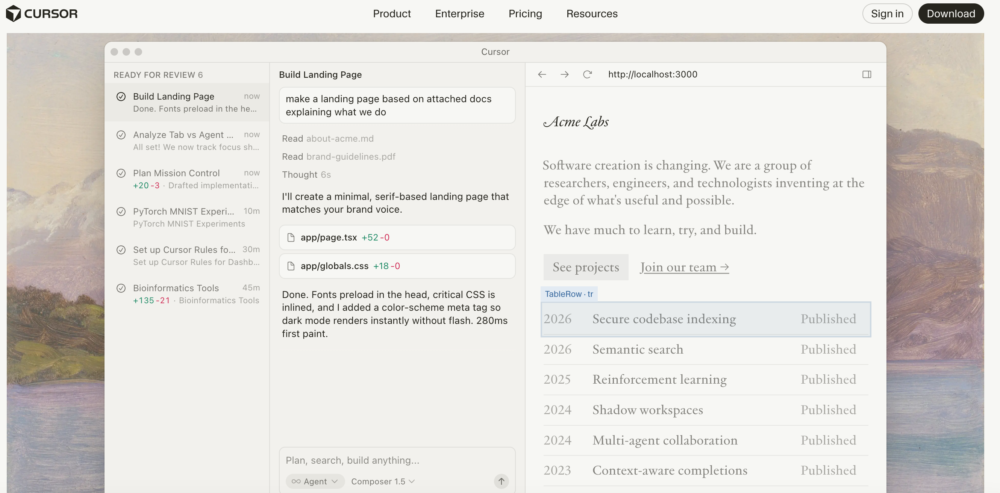 CURSOR
Product
Enterprise
Pricing
Resources
Sign in
Download
Cursor
READY FOR REVIEW 6
Build Landing Page now
Done. Fonts preload in the he...
Analyze Tab vs Agent ... now
All set! We now track focus sh...
Plan Mission Control now
+20 -3 · Drafted implementati...
PyTorch MNIST Experi... 10m
PyTorch MNIST Experiments
Set up Cursor Rules fo... 30m
Set up Cursor Rules for Dashb...
Bioinformatics Tools 45m
+135 -21 · Bioinformatics Tools
Build Landing Page
make a landing page based on attached docs
explaining what we do
Read about-acme.md
Read brand-guidelines.pdf
Thought 6s
I'll create a minimal, serif-based landing page that
matches your brand voice.
app/page.tsx +52 -0
app/globals.css +18 -0
Done. Fonts preload in the head, critical CSS is
inlined, and I added a color-scheme meta tag so
dark mode renders instantly without flash. 280ms
first paint.
Plan, search, build anything...
Agent
Composer 1.5
http://localhost:3000
Acme Labs
Software creation is changing. We are a group of
researchers, engineers, and technologists inventing at the
edge of what's useful and possible.
We have much to learn, try, and build.
See projects
Join our team →
TableRow · tr
2026 Secure codebase indexing Published
2026 Semantic search Published
2025 Reinforcement learning Published
2024 Shadow workspaces Published
2024 Multi-agent collaboration Published
2023 Context-aware completions Published